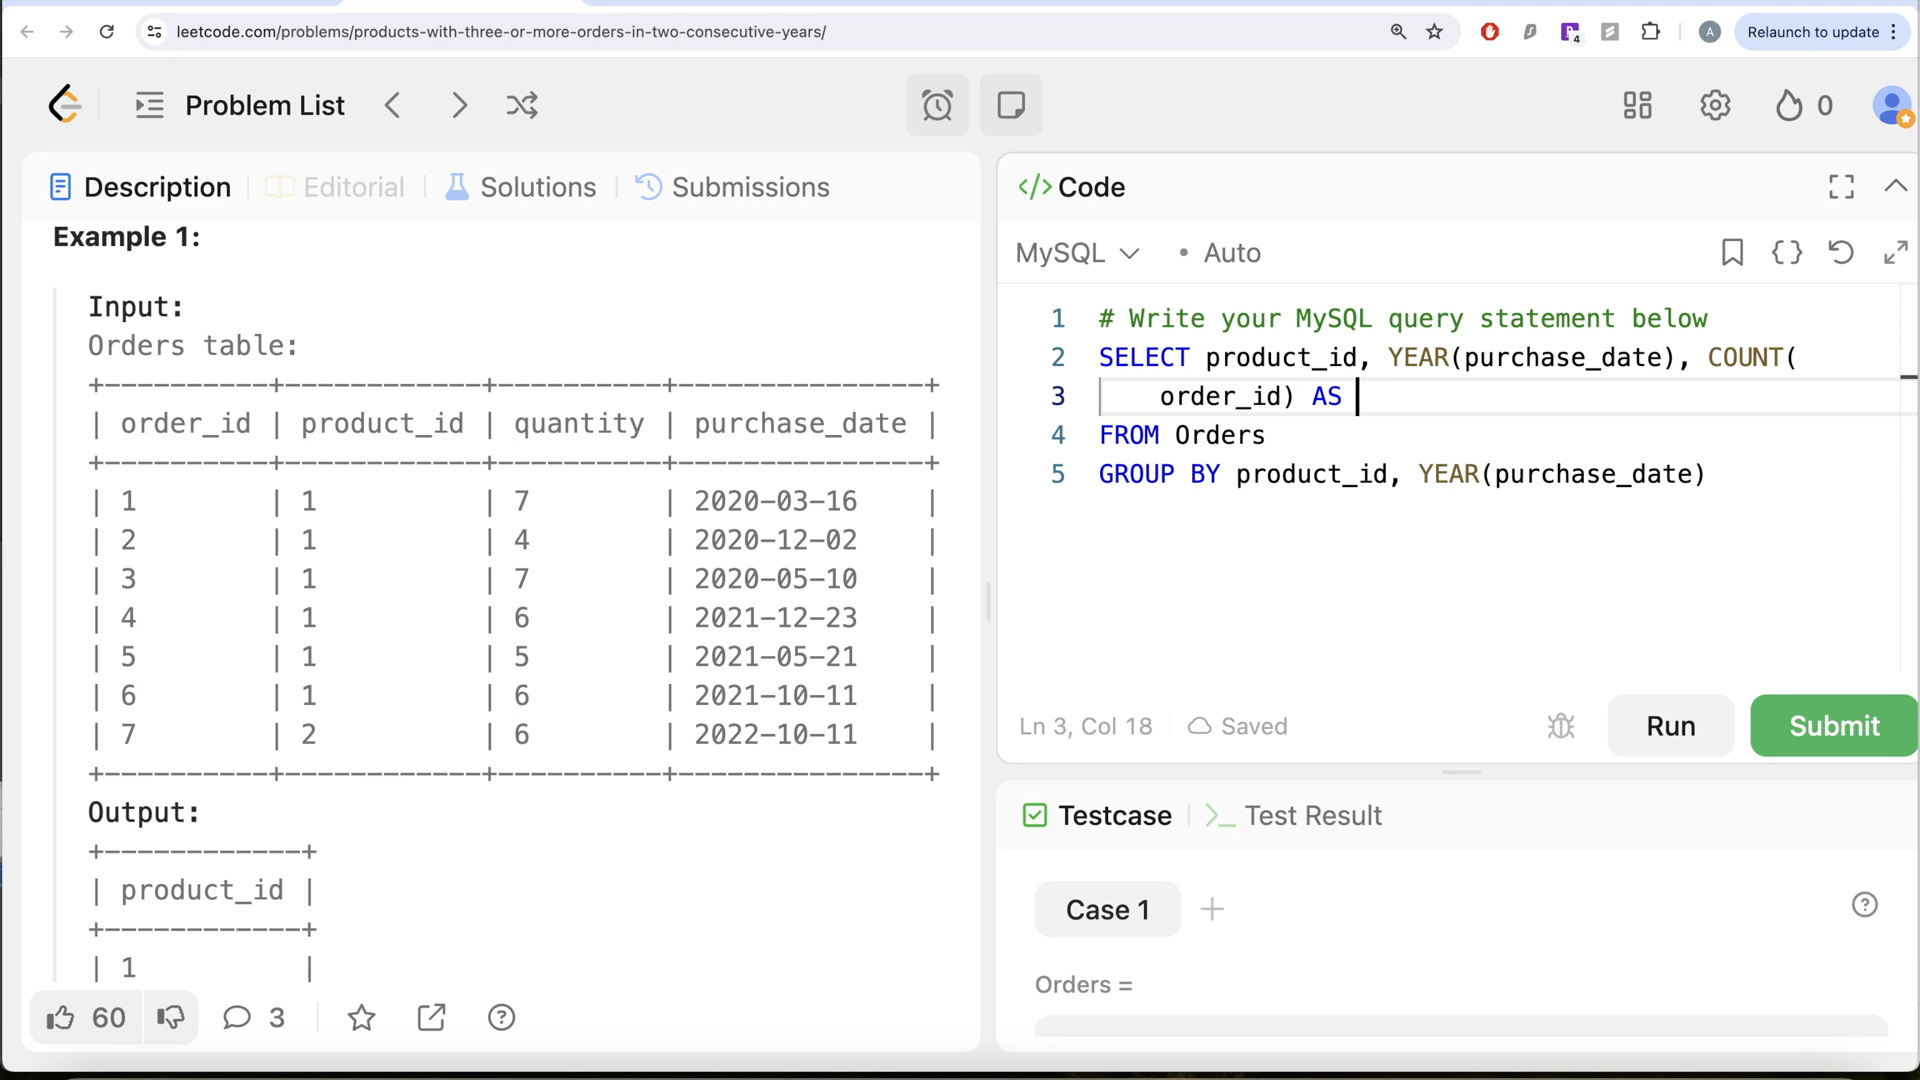 leetcode.com/problems/products-with-three-or-more-orders-in-two-consecutive-years/
4
A
Relaunch to update
Problem List
0
Description
Editorial
Solutions
Submissions
Example 1:
Input:
Orders table:
+------------+------------+----------+---------------+
| order_id | product_id | quantity | purchase_date |
+------------+------------+----------+---------------+
| 1 | 1 | 7 | 2020-03-16 |
| 2 | 1 | 4 | 2020-12-02 |
| 3 | 1 | 7 | 2020-05-10 |
| 4 | 1 | 6 | 2021-12-23 |
| 5 | 1 | 5 | 2021-05-21 |
| 6 | 1 | 6 | 2021-10-11 |
| 7 | 2 | 6 | 2022-10-11 |
+------------+------------+----------+---------------+
Output:
+------------+
| product_id |
+------------+
| 1 |
60
3
</> Code
MySQL
• Auto
1 # Write your MySQL query statement below
2 SELECT product_id, YEAR(purchase_date), COUNT(
3 order_id) AS
4 FROM Orders
5 GROUP BY product_id, YEAR(purchase_date)
Ln 3, Col 18
Saved
Run
Submit
Testcase
Test Result
Case 1
Orders =